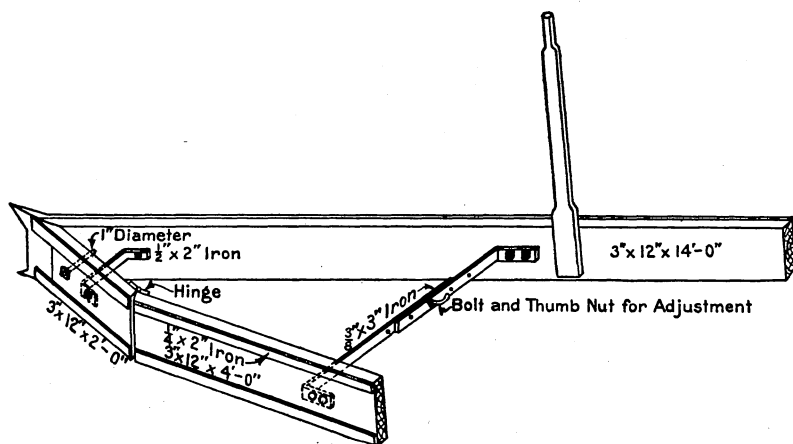 1" Diameter
1/2" x 2" Iron
3" x 12" x 14'-0"
Hinge
3/8" x 3" Iron
Bolt and Thumb Nut for Adjustment
3" x 12" x 2'-0"
1/4" x 2" Iron
3" x 12" x 4'-0"